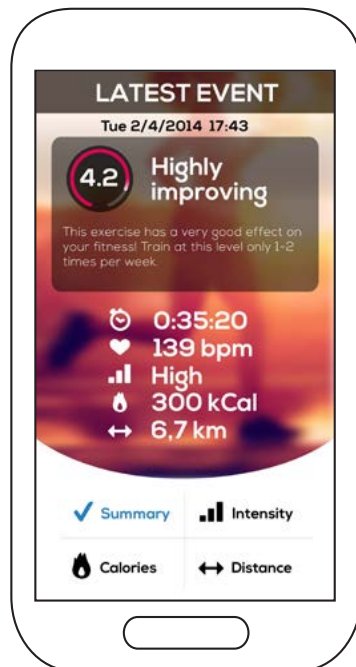 LATEST EVENT
Tue 2/4/2014 17:43
4.2
Highly
improving
This exercise has a very good effect on
your fitness! Train at this level only 1-2
times per week.
0:35:20
139 bpm
High
300 kCal
6,7 km
Summary
Intensity
Calories
Distance